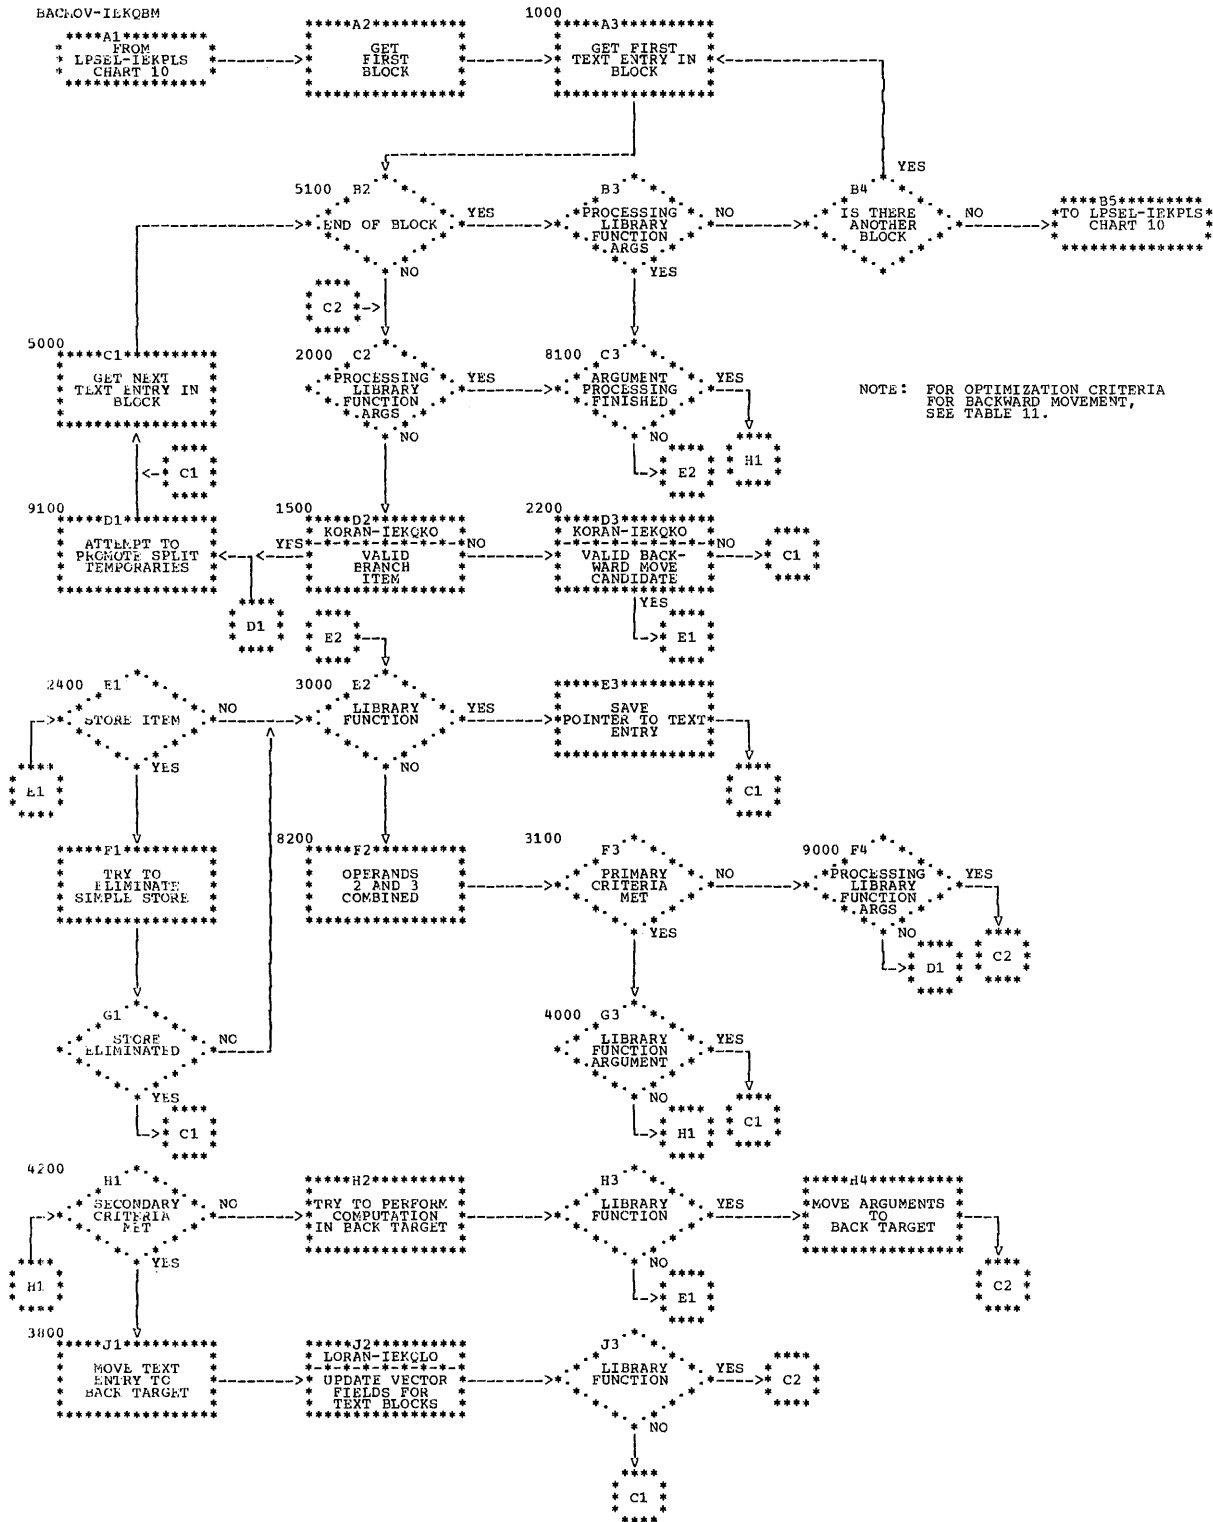 BACMOV-IEKQBM
1000
A1
FROM
LPSEL-IEKPLS
CHART 10
A2
GET
FIRST
BLOCK
A3
GET FIRST
TEXT ENTRY IN
BLOCK
YES
5100 B2
END OF BLOCK
YES
NO
B3
PROCESSING
LIBRARY
FUNCTION
ARGS
NO
YES
B4
IS THERE
ANOTHER
BLOCK
NO
B5
TO LPSEL-IEKPLS
CHART 10
C2
5000
C1
GET NEXT
TEXT ENTRY IN
BLOCK
2000 C2
PROCESSING
LIBRARY
FUNCTION
ARGS
YES
NO
8100 C3
ARGUMENT
PROCESSING
FINISHED
YES
NO
NOTE: FOR OPTIMIZATION CRITERIA
FOR BACKWARD MOVEMENT,
SEE TABLE 11.
C1
E2
H1
9100
D1
ATTEMPT TO
PROMOTE SPLIT
TEMPORARIES
YES
1500
D2
KORAN-IEKQKO
VALID
BRANCH
ITEM
NO
2200
D3
KORAN-IEKQKO
VALID BACK-
WARD MOVE
CANDIDATE
NO
YES
C1
D1
E2
E1
2400 E1
STORE ITEM
NO
YES
3000 E2
LIBRARY
FUNCTION
YES
NO
E3
SAVE
POINTER TO TEXT
ENTRY
E1
C1
F1
TRY TO
ELIMINATE
SIMPLE STORE
8200
F2
OPERANDS
2 AND 3
COMBINED
3100
F3
PRIMARY
CRITERIA
MET
NO
YES
9000 F4
PROCESSING
LIBRARY
FUNCTION
ARGS
YES
NO
D1
C2
G1
STORE
ELIMINATED
NO
YES
C1
4000 G3
LIBRARY
FUNCTION
ARGUMENT
YES
NO
H1
C1
4200
H1
SECONDARY
CRITERIA
MET
NO
YES
H2
TRY TO PERFORM
COMPUTATION
IN BACK TARGET
H3
LIBRARY
FUNCTION
YES
NO
H4
MOVE ARGUMENTS
TO
BACK TARGET
H1
E1
C2
3800
J1
MOVE TEXT
ENTRY TO
BACK TARGET
J2
LORAN-IEKQLO
UPDATE VECTOR
FIELDS FOR
TEXT BLOCKS
J3
LIBRARY
FUNCTION
YES
NO
C2
C1